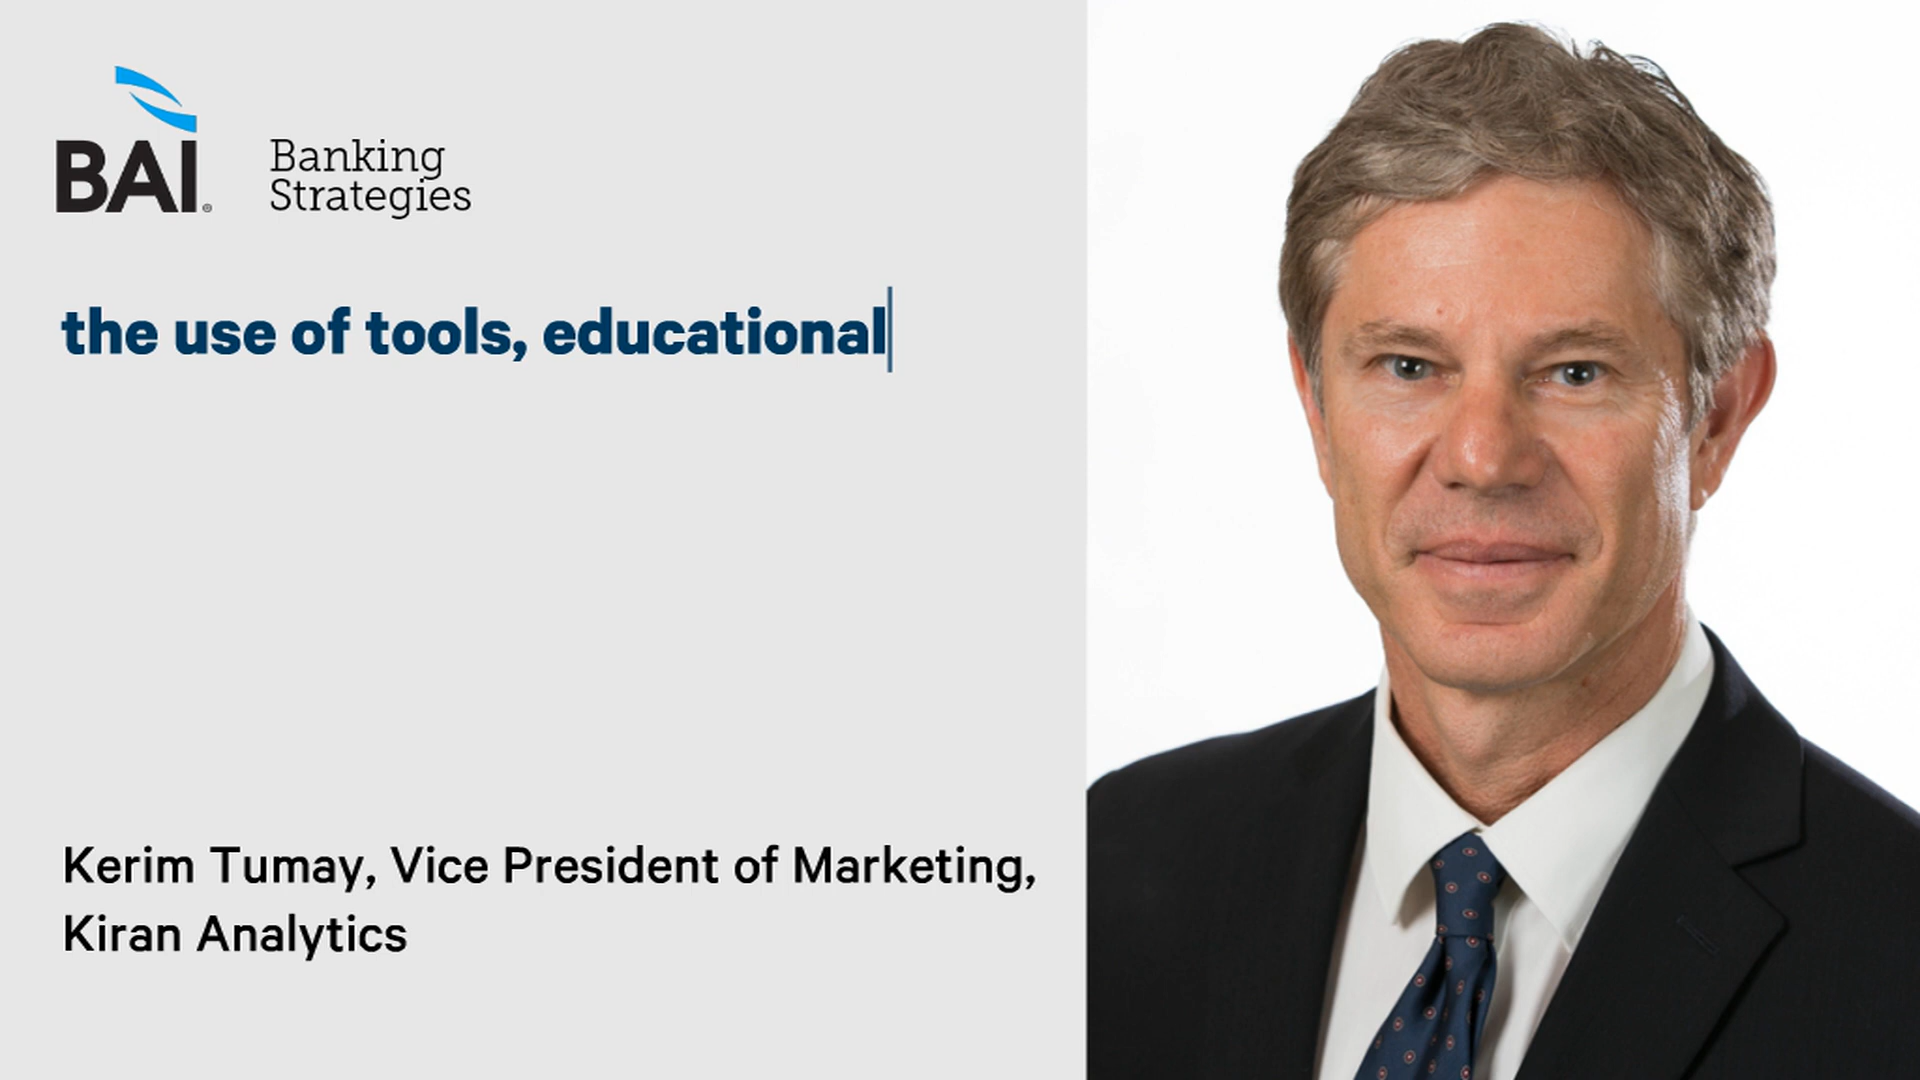 BAI®
Banking
Strategies
the use of tools, educational
Kerim Tumay, Vice President of Marketing,
Kiran Analytics